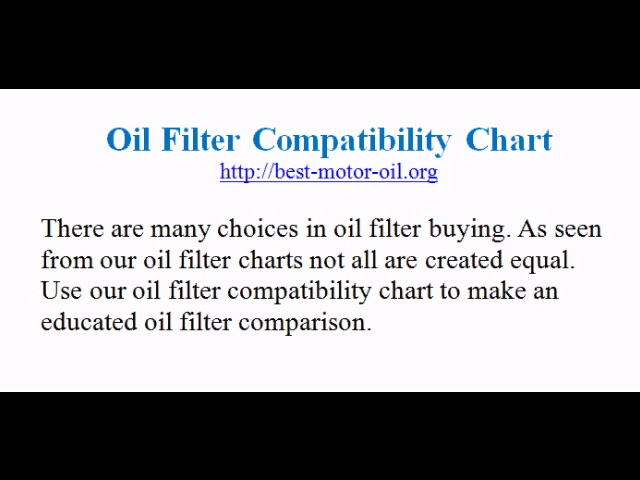 Oil Filter Compatibility Chart
http://best-motor-oil.org
There are many choices in oil filter buying. As seen
from our oil filter charts not all are created equal.
Use our oil filter compatibility chart to make an
educated oil filter comparison.